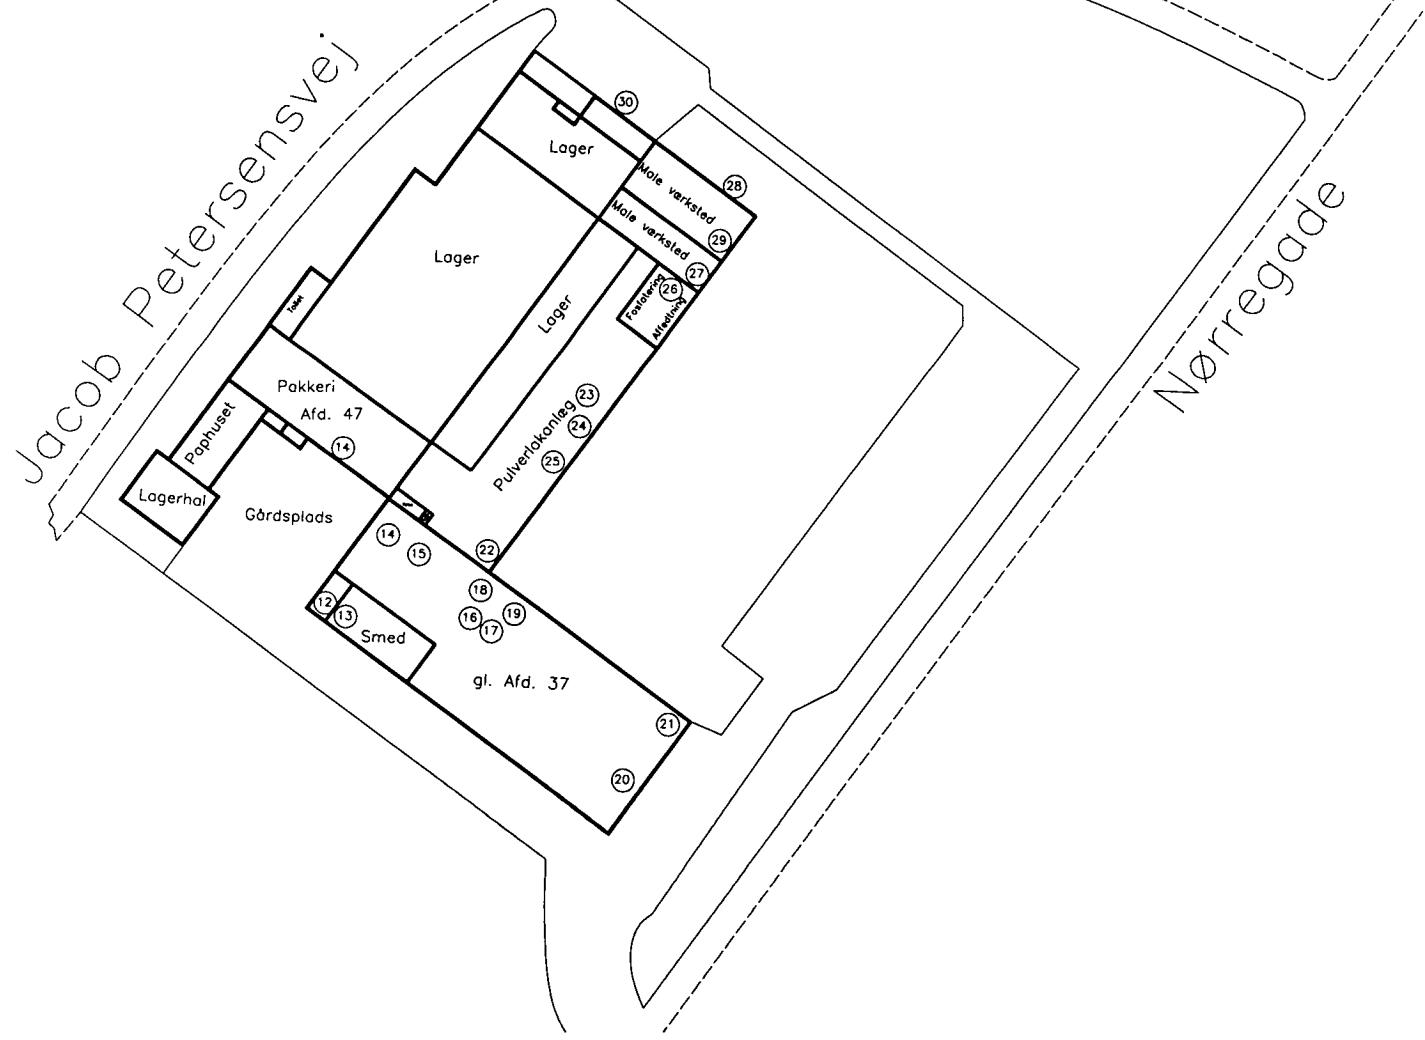 Jacob Petersensvej
Nørregade
30
Lager
Male værksted
28
29
Male værksted
27
26
Fosfatering
Affedtning
Lager
Lager
Toilet
Pakkeri
Afd. 47
14
Paphuset
Lagerhal
Gårdsplads
Pulverlakanlæg
23
24
25
22
14
15
18
19
16
17
12
13
Smed
gl. Afd. 37
21
20